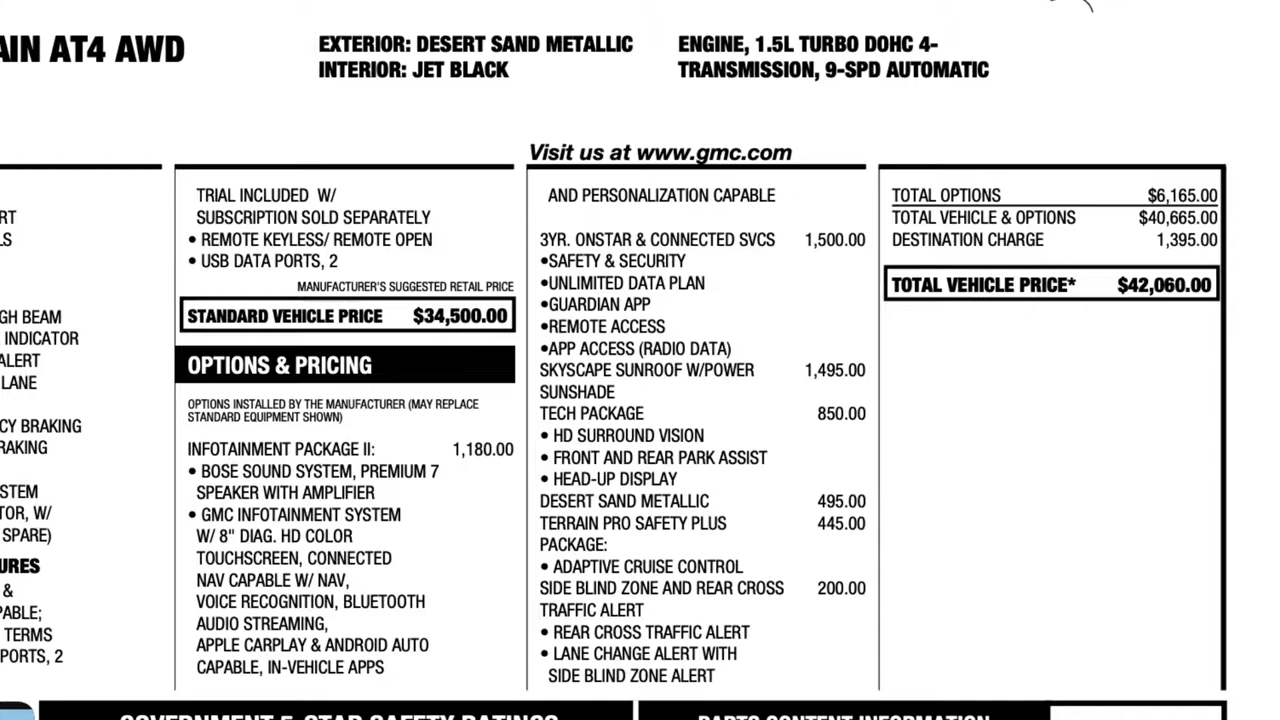 AIN AT4 AWD
EXTERIOR: DESERT SAND METALLIC
INTERIOR: JET BLACK
ENGINE, 1.5L TURBO DOHC 4-
TRANSMISSION, 9-SPD AUTOMATIC
Visit us at www.gmc.com
RT
LS
GH BEAM
INDICATOR
ALERT
LANE
CY BRAKING
RAKING
STEM
TOR, W/
SPARE)
URES
&
PABLE;
TERMS
PORTS, 2
TRIAL INCLUDED W/
SUBSCRIPTION SOLD SEPARATELY
• REMOTE KEYLESS/ REMOTE OPEN
• USB DATA PORTS, 2
MANUFACTURER'S SUGGESTED RETAIL PRICE
STANDARD VEHICLE PRICE $34,500.00
OPTIONS & PRICING
OPTIONS INSTALLED BY THE MANUFACTURER (MAY REPLACE
STANDARD EQUIPMENT SHOWN)
INFOTAINMENT PACKAGE II: 1,180.00
• BOSE SOUND SYSTEM, PREMIUM 7
SPEAKER WITH AMPLIFIER
• GMC INFOTAINMENT SYSTEM
W/ 8" DIAG. HD COLOR
TOUCHSCREEN, CONNECTED
NAV CAPABLE W/ NAV,
VOICE RECOGNITION, BLUETOOTH
AUDIO STREAMING,
APPLE CARPLAY & ANDROID AUTO
CAPABLE, IN-VEHICLE APPS
AND PERSONALIZATION CAPABLE
3YR. ONSTAR & CONNECTED SVCS 1,500.00
•SAFETY & SECURITY
•UNLIMITED DATA PLAN
•GUARDIAN APP
•REMOTE ACCESS
•APP ACCESS (RADIO DATA)
SKYSCAPE SUNROOF W/POWER 1,495.00
SUNSHADE
TECH PACKAGE 850.00
• HD SURROUND VISION
• FRONT AND REAR PARK ASSIST
• HEAD-UP DISPLAY
DESERT SAND METALLIC 495.00
TERRAIN PRO SAFETY PLUS 445.00
PACKAGE:
• ADAPTIVE CRUISE CONTROL
SIDE BLIND ZONE AND REAR CROSS 200.00
TRAFFIC ALERT
• REAR CROSS TRAFFIC ALERT
• LANE CHANGE ALERT WITH
SIDE BLIND ZONE ALERT
TOTAL OPTIONS $6,165.00
TOTAL VEHICLE & OPTIONS $40,665.00
DESTINATION CHARGE 1,395.00
TOTAL VEHICLE PRICE* $42,060.00
GOVERNMENT 5-STAR SAFETY RATINGS
PARTS CONTENT INFORMATION